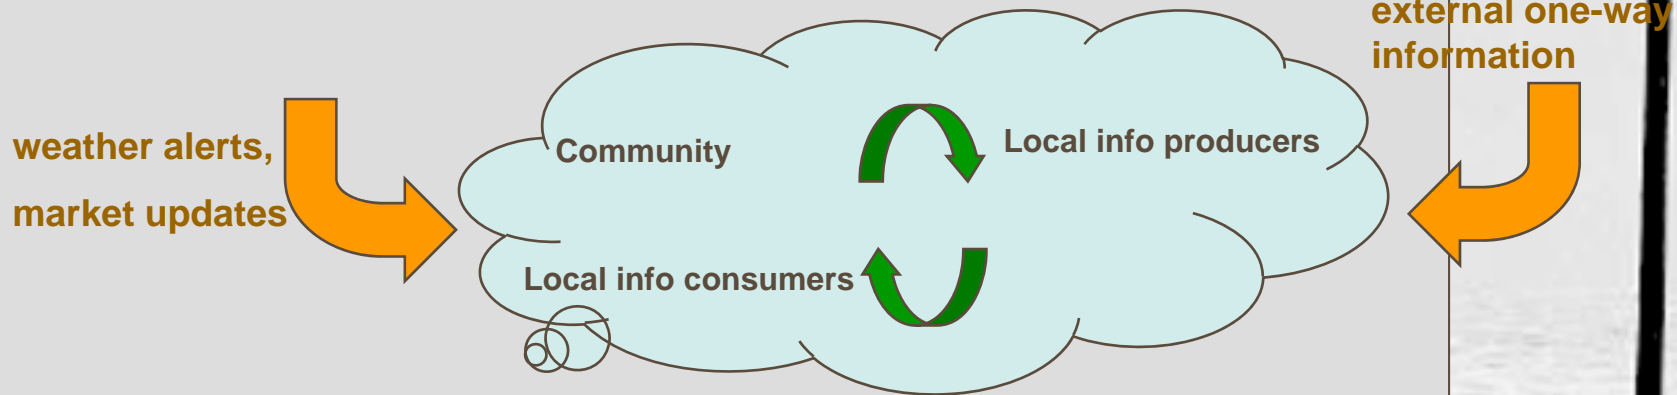 external one-way
information
weather alerts,
market updates
Community
Local info producers
Local info consumers